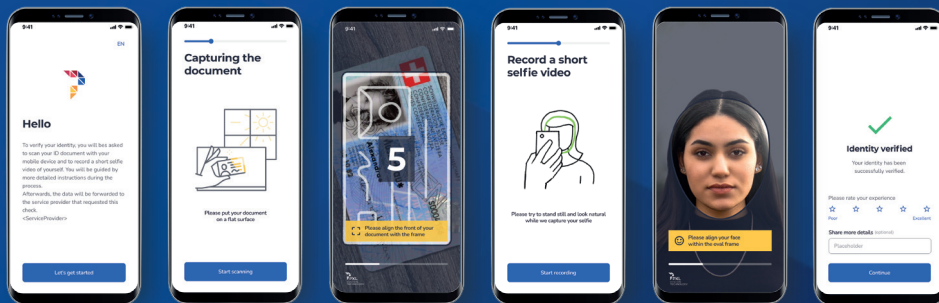 9:41
EN
Hello
To verify your identity, you will bes asked
to scan your ID document with your
mobile device and to record a short selfie
video of yourself. You will be guided by
more detailed instructions during the
process.
Afterwards, the data will be forwarded to
the service provider that requested this
check.
<ServiceProvider>
Let's get started
9:41
Capturing the
document
Please put your document
on a flat surface
Start scanning
9:41
5
Please align the front of your
document with the frame
9:41
Record a short
selfie video
Please try to stand still and look natural
while we capture your selfie
Start recording
9:41
Please align your face
within the oval frame
9:41
Identity verified
Your identity has been
successfully verified.
Please rate your experience
Poor
Excellent
Share more details (optional)
Placeholder
Continue